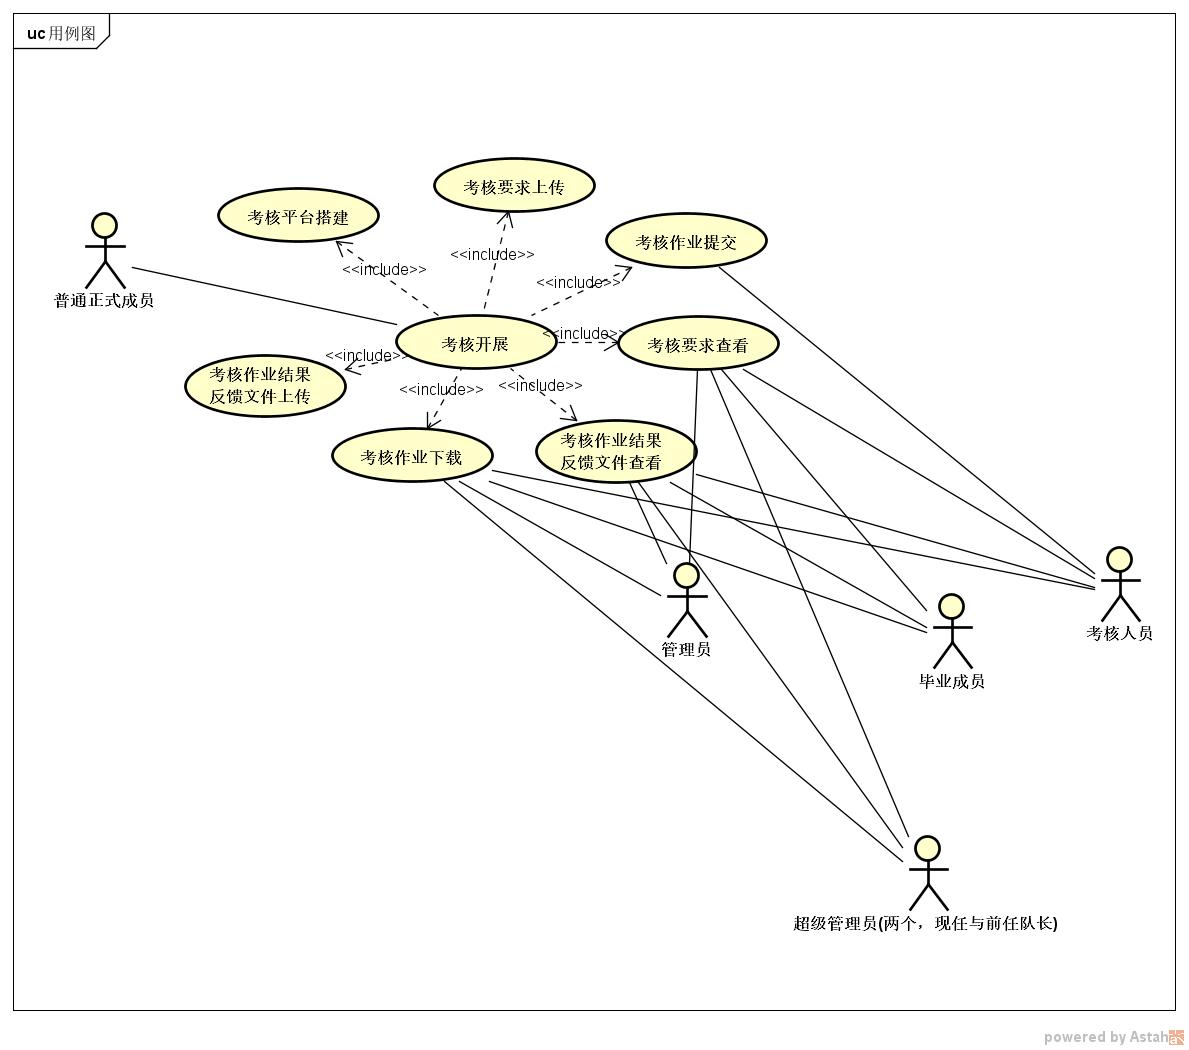 uc 用例图
考核要求上传
考核平台搭建
考核作业提交
<<include>>
<<include>>
<<include>>
普通正式成员
<<include>>
考核开展
考核要求查看
<<include>>
考核作业结果
反馈文件上传
<<include>>
<<include>>
考核作业下载
考核作业结果
反馈文件查看
管理员
考核人员
毕业成员
超级管理员(两个，现任与前任队长)
powered by Astah